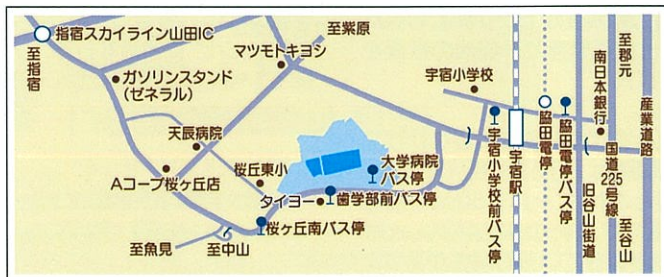 指宿スカイライン山田IC
至指宿
ガソリンスタンド
(ゼネラル)
マツモトキヨシ
至紫原
天辰病院
Aコープ桜ヶ丘店
桜丘東小
タイヨー
大学病院
バス停
歯学部前バス停
桜ヶ丘南バス停
至魚見
至中山
宇宿小学校
宇宿小学校前バス停
宇宿駅
脇田電停
脇田電停バス停
南日本銀行
旧谷山街道
至郡元
国道225号線
至谷山
産業道路